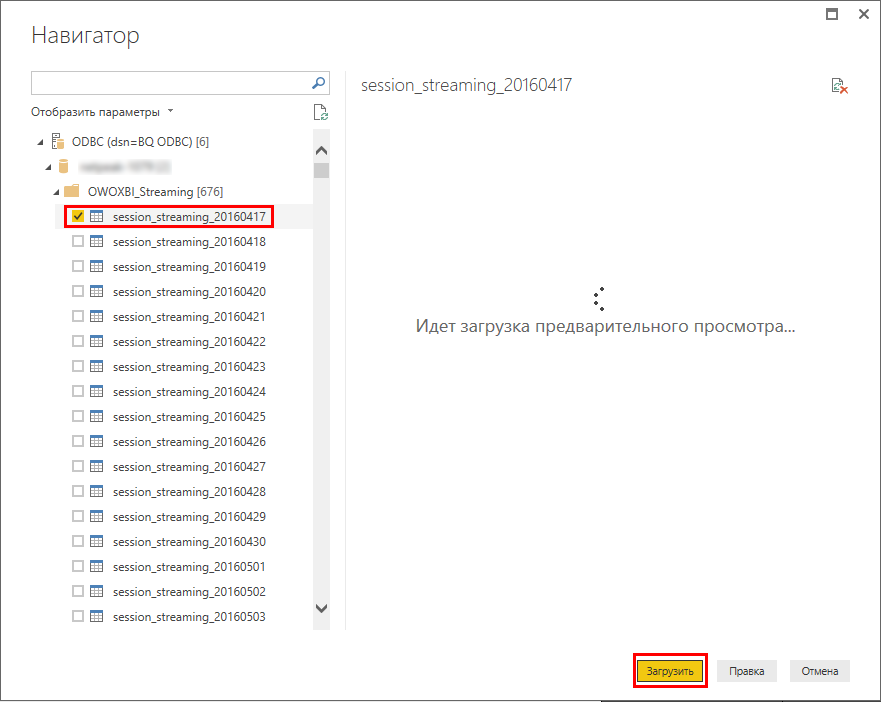 Навигатор
Отобразить параметры
ODBC (dsn=BQ ODBC) [6]
OWOXBI_Streaming [676]
session_streaming_20160417
session_streaming_20160418
session_streaming_20160419
session_streaming_20160420
session_streaming_20160421
session_streaming_20160422
session_streaming_20160423
session_streaming_20160424
session_streaming_20160425
session_streaming_20160426
session_streaming_20160427
session_streaming_20160428
session_streaming_20160429
session_streaming_20160430
session_streaming_20160501
session_streaming_20160502
session_streaming_20160503
session_streaming_20160417
Идет загрузка предварительного просмотра...
Загрузить
Правка
Отмена